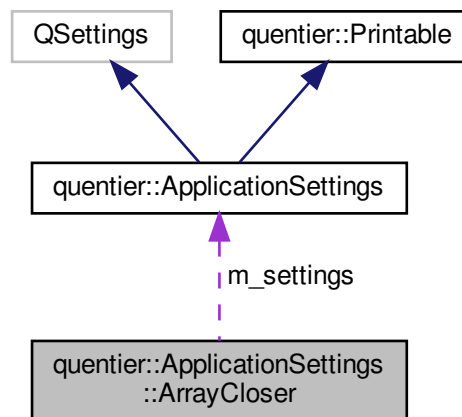 QSettings
quentier::Printable
quentier::ApplicationSettings
m_settings
quentier::ApplicationSettings
::ArrayCloser